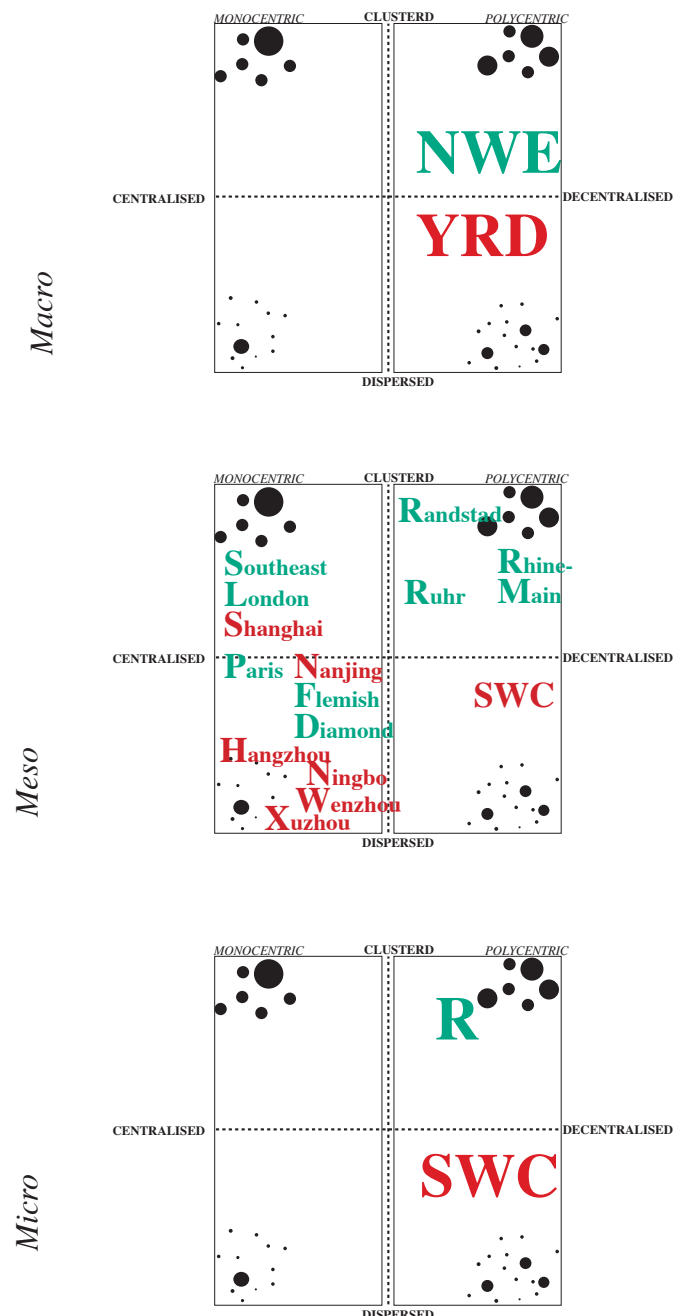 MONOCENTRIC CLUSTERD POLYCENTRIC
NWE
CENTRALISED DECENTRALISED
YRD
Macro
DISPERSED
MONOCENTRIC CLUSTERD POLYCENTRIC
Randstad
Southeast Rhine-
London Ruhr Main
Shanghai
CENTRALISED DECENTRALISED
Paris Nanjing
Flemish SWC
Diamond
Hangzhou
Ningbo
Meso
Wenzhou
Xuzhou
DISPERSED
MONOCENTRIC CLUSTERD POLYCENTRIC
R
CENTRALISED DECENTRALISED
SWC
Micro
DISPERSED